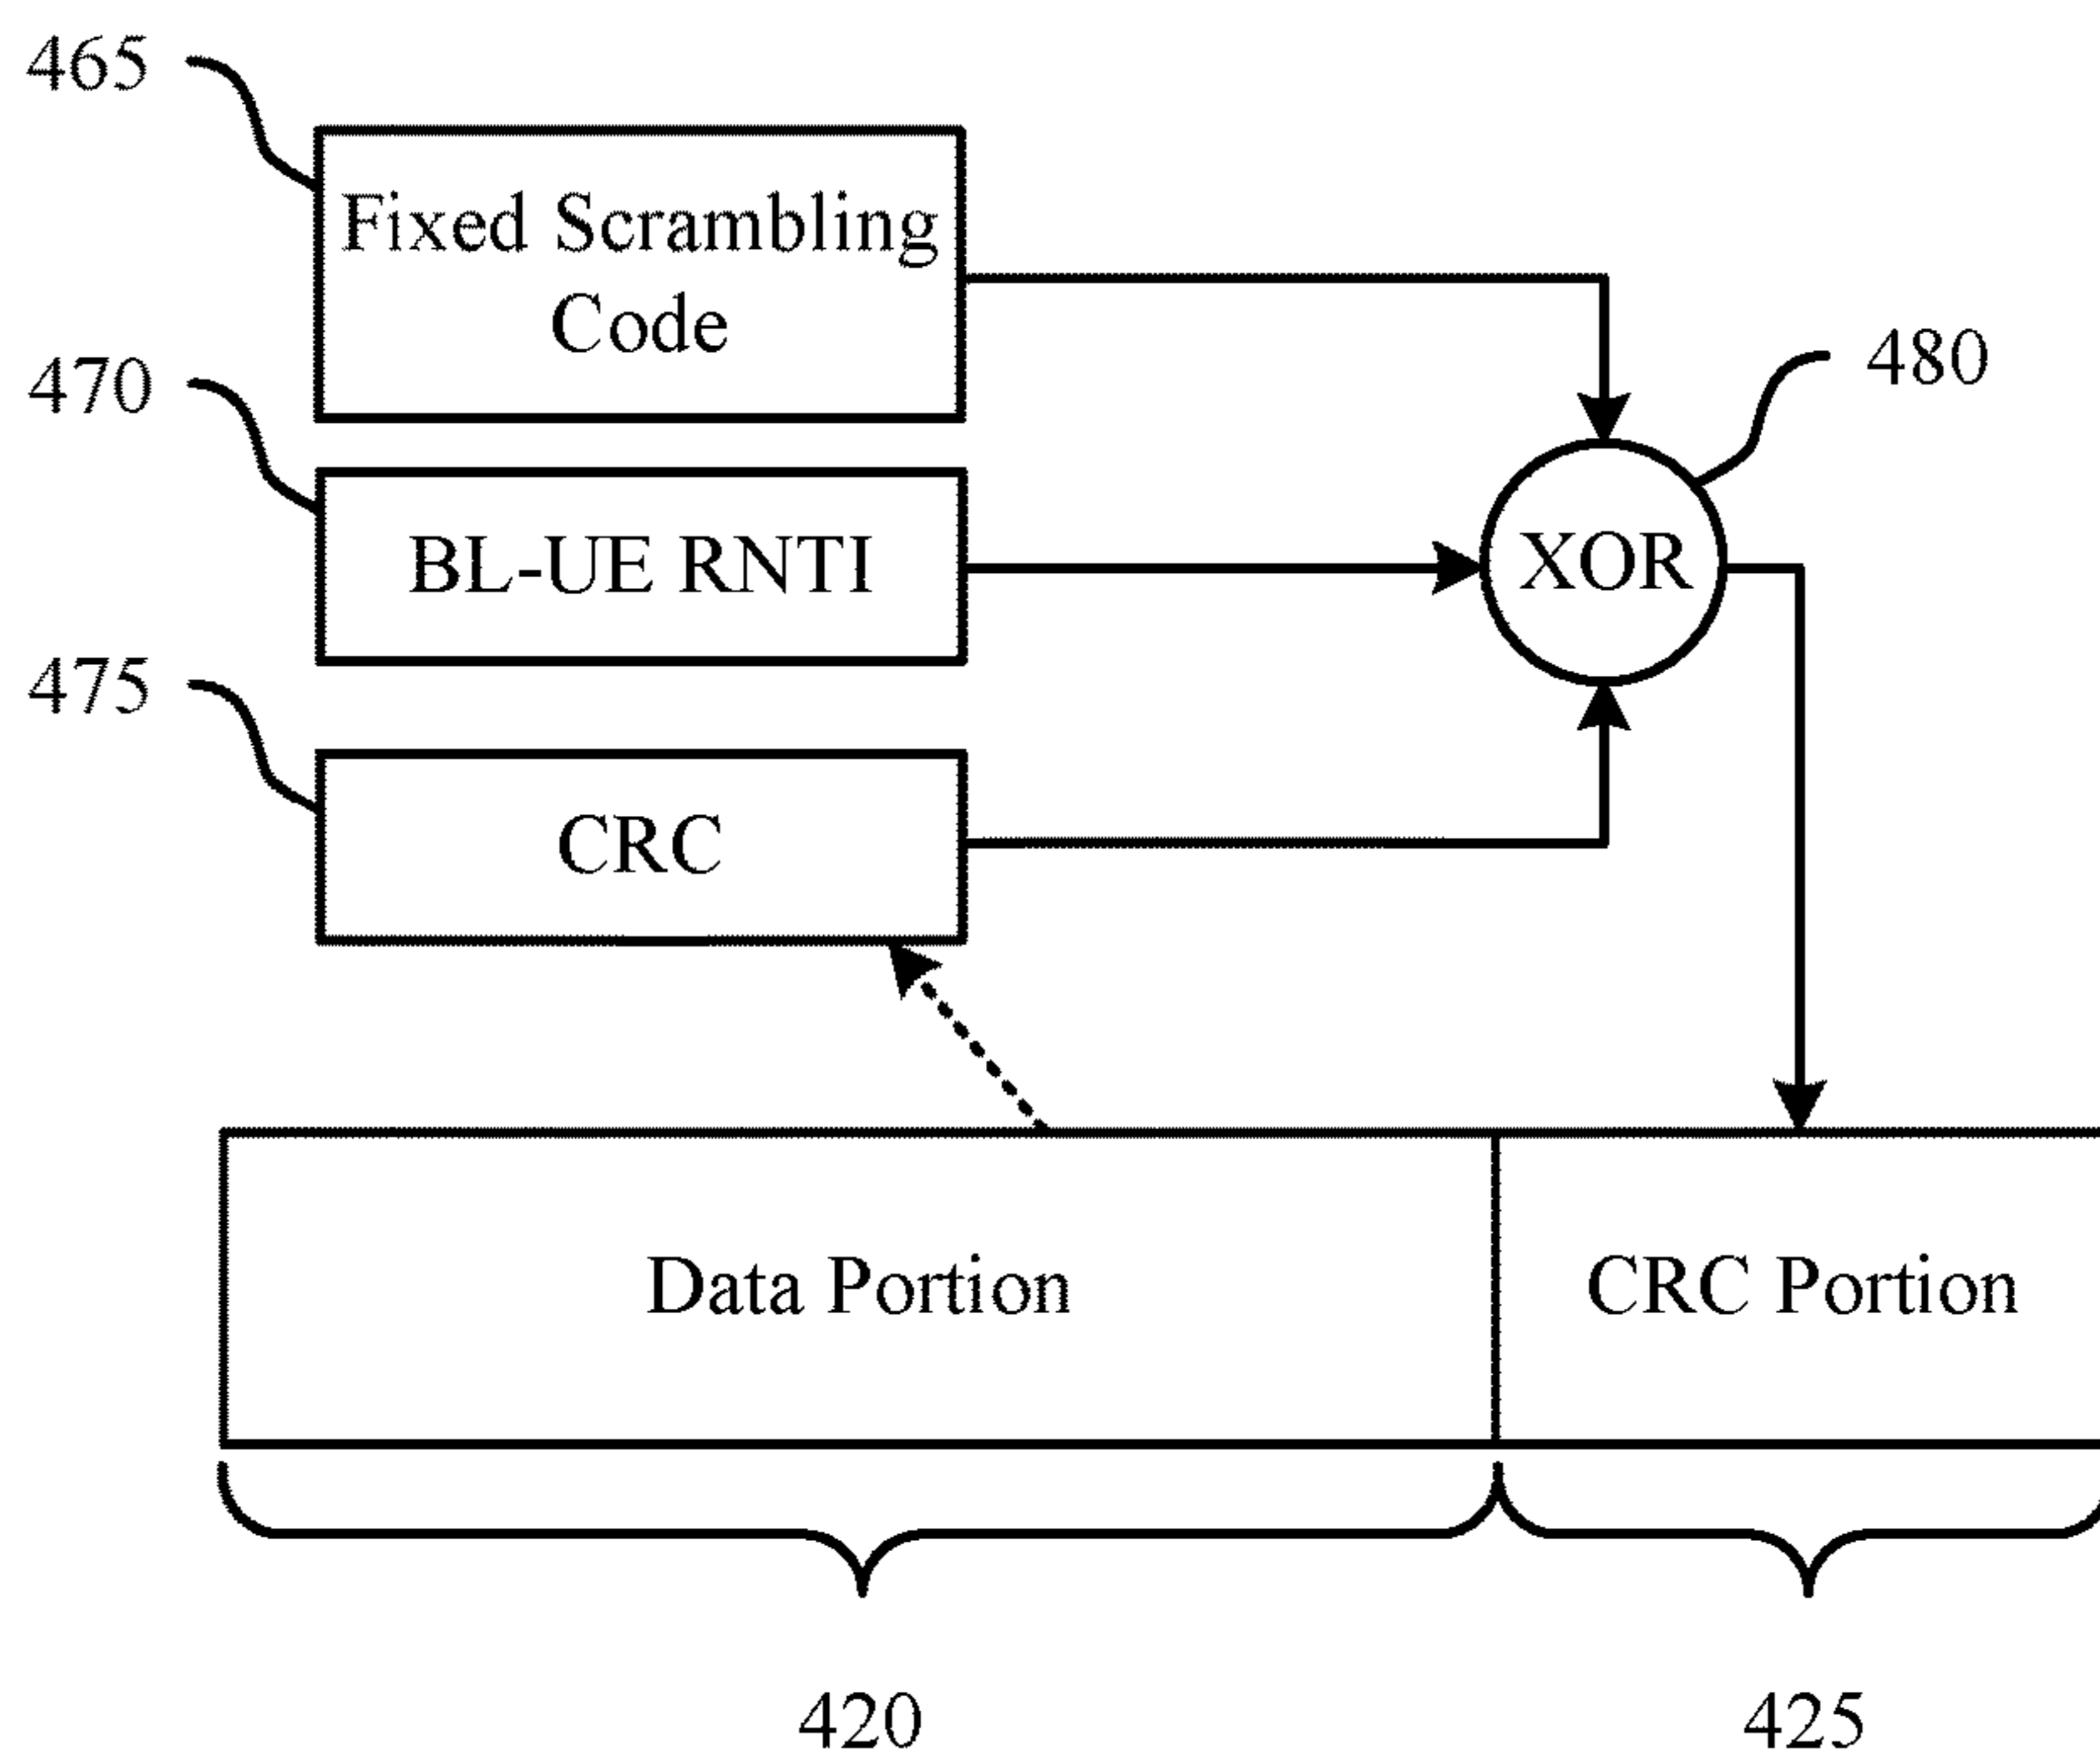 465
Fixed Scrambling
Code
480
470
BL-UE RNTI
XOR
475
CRC
Data Portion
CRC Portion
420
425